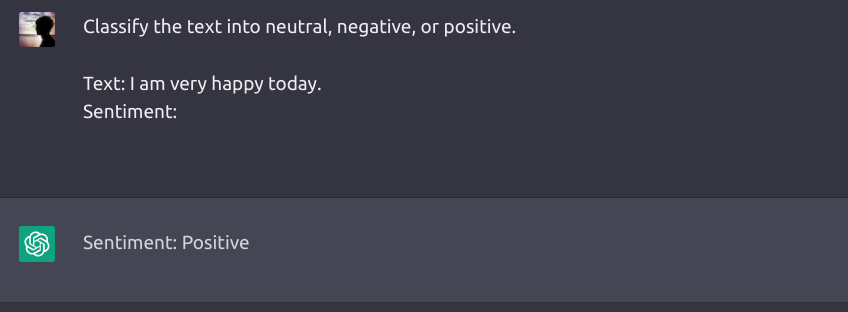 Classify the text into neutral, negative, or positive.
Text: I am very happy today.
Sentiment:
Sentiment: Positive